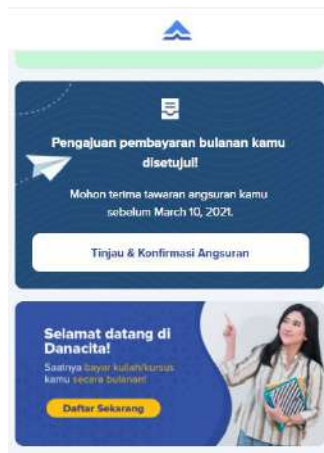 Pengajuan pembayaran bulanan kamu
disetujui!
Mohon terima tawaran angsuran kamu
sebelum March 10, 2021.
Tinjau & Konfirmasi Angsuran
Selamat datang di
Danacita!
Saatnya bayar kuliah/kursus
kamu secara bulanan!
Daftar Sekarang